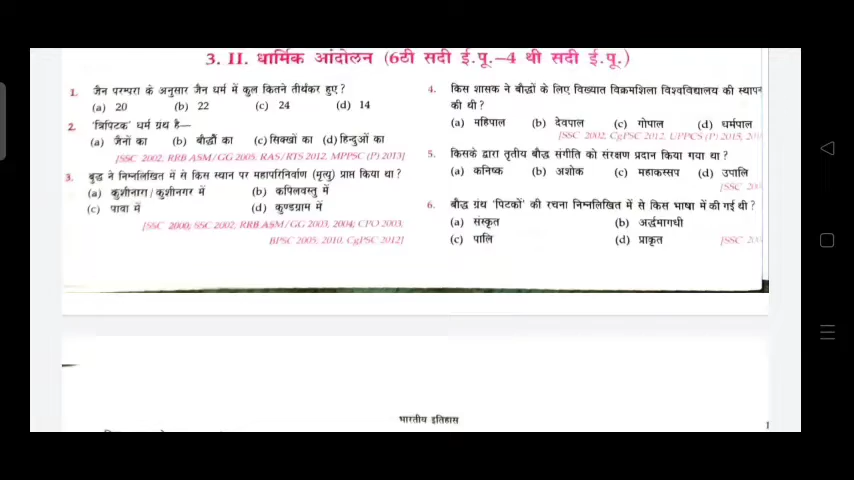 3. II. धार्मिक आंदोलन (6ठी सदी ई.पू.–4 थी सदी ई.पू.)
1. जैन परम्परा के अनुसार जैन धर्म में कुल कितने तीर्थंकर हुए ?
(a) 20 (b) 22 (c) 24 (d) 14
2. 'त्रिपिटक' धर्म ग्रंथ है—
(a) जैनों का (b) बौद्धों का (c) सिक्खों का (d) हिन्दुओं का
[SSC 2002, RRB ASM/GG 2005, RAS/RTS 2012, MPPSC (P) 2013]
3. बुद्ध ने निम्नलिखित में से किस स्थान पर महापरिनिर्वाण (मृत्यु) प्राप्त किया था ?
(a) कुशीनारा/कुशीनगर में (b) कपिलवस्तु में
(c) पावा में (d) कुण्डग्राम में
[SSC 2000, SSC 2002, RRB ASM/GG 2003, 2004; CPO 2003,
BPSC 2005; 2010, CgPSC 2012]
4. किस शासक ने बौद्धों के लिए विख्यात विक्रमशिला विश्वविद्यालय की
की थी ?
(a) महिपाल (b) देवपाल (c) गोपाल (d) धर्मपाल
[SSC 2002, CgPSC 2012, UPPCS (P) 2015,
5. किसके द्वारा तृतीय बौद्ध संगीति को संरक्षण प्रदान किया गया था ?
(a) कनिष्क (b) अशोक (c) महाकस्सप (d) उपालि
[SSC
6. बौद्ध ग्रंथ 'पिटकों' की रचना निम्नलिखित में से किस भाषा में की गई थी ?
(a) संस्कृत (b) अर्द्धमागधी
(c) पालि (d) प्राकृत [SSC
भारतीय इतिहास